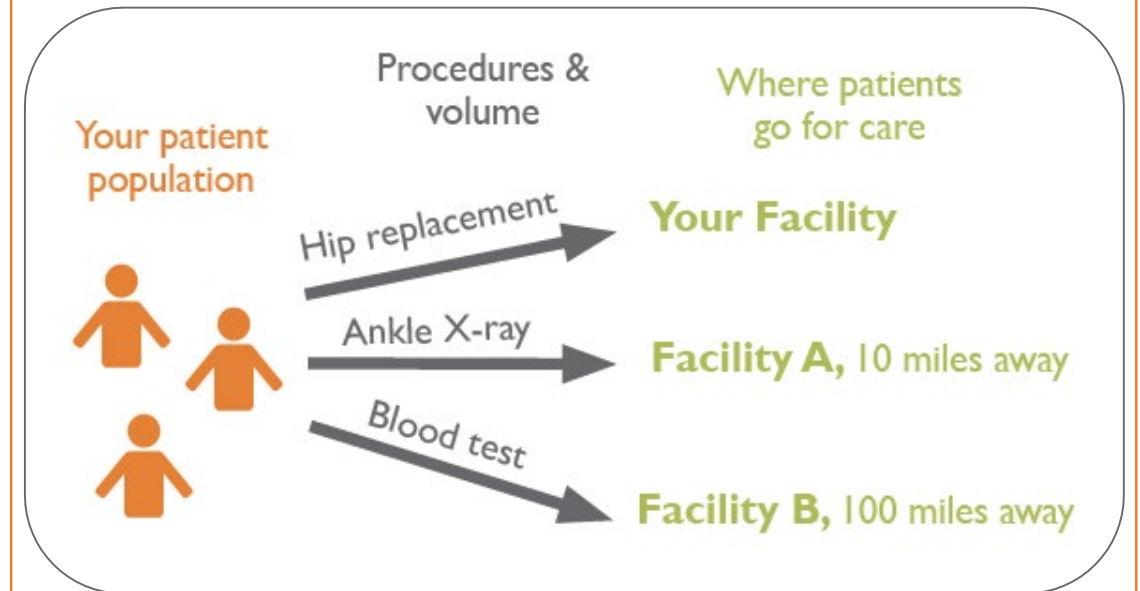 Your patient
population
Procedures &
volume
Where patients
go for care
Hip replacement
Your Facility
Ankle X-ray
Facility A, 10 miles away
Blood test
Facility B, 100 miles away